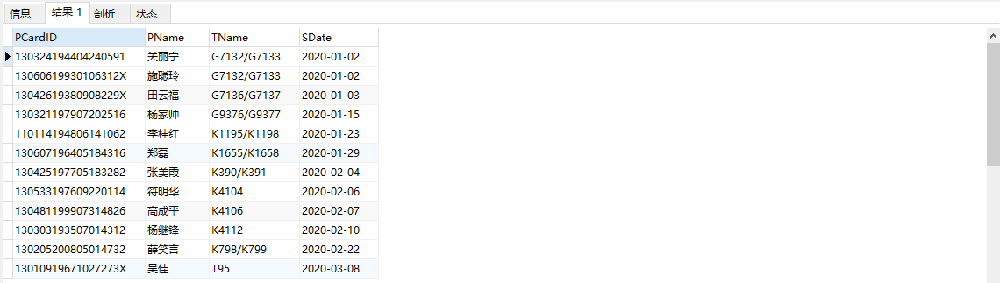 信息 结果 1 剖析 状态
PCardID PName TName SDate
130324194404240591 关丽宁 G7132/G7133 2020-01-02
13060619930106312X 施聪玲 G7132/G7133 2020-01-02
13042619380908229X 田云福 G7136/G7137 2020-01-03
130321197907202516 杨家帅 G9376/G9377 2020-01-15
110114194806141062 李桂红 K1195/K1198 2020-01-23
130607196405184316 郑磊 K1655/K1658 2020-01-29
130425197705183282 张美霞 K390/K391 2020-02-04
130533197609220114 符明华 K4104 2020-02-06
130481199907314826 高成平 K4106 2020-02-07
130303193507014312 杨继锋 K4112 2020-02-10
130205200805014732 薛笑言 K798/K799 2020-02-22
13010919671027273X 吴佳 T95 2020-03-08